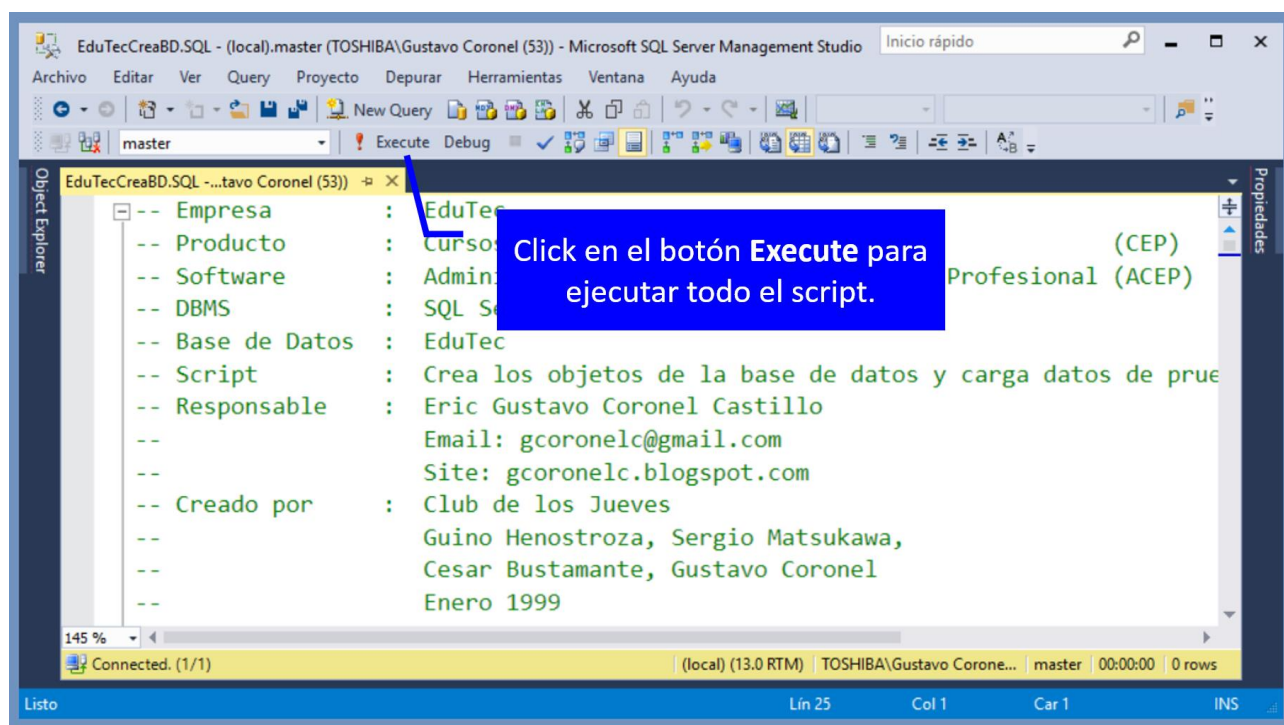 EduTecCreaBD.SQL - (local).master (TOSHIBA\Gustavo Coronel (53)) - Microsoft SQL Server Management Studio Inicio rápido
Archivo Editar Ver Query Proyecto Depurar Herramientas Ventana Ayuda
New Query
master Execute Debug
Object Explorer
EduTecCreaBD.SQL -...tavo Coronel (53))
Propiedades
-- Empresa : EduTec
-- Producto : Cursos (CEP)
-- Software : Admini Profesional (ACEP)
-- DBMS : SQL Se
Click en el botón Execute para
ejecutar todo el script.
-- Base de Datos : EduTec
-- Script : Crea los objetos de la base de datos y carga datos de prue
-- Responsable : Eric Gustavo Coronel Castillo
-- Email: gcoronelc@gmail.com
-- Site: gcoronelc.blogspot.com
-- Creado por : Club de los Jueves
-- Guino Henostroza, Sergio Matsukawa,
-- Cesar Bustamante, Gustavo Coronel
-- Enero 1999
145 %
Connected. (1/1) (local) (13.0 RTM) TOSHIBA\Gustavo Corone... master 00:00:00 0 rows
Listo Lín 25 Col 1 Car 1 INS